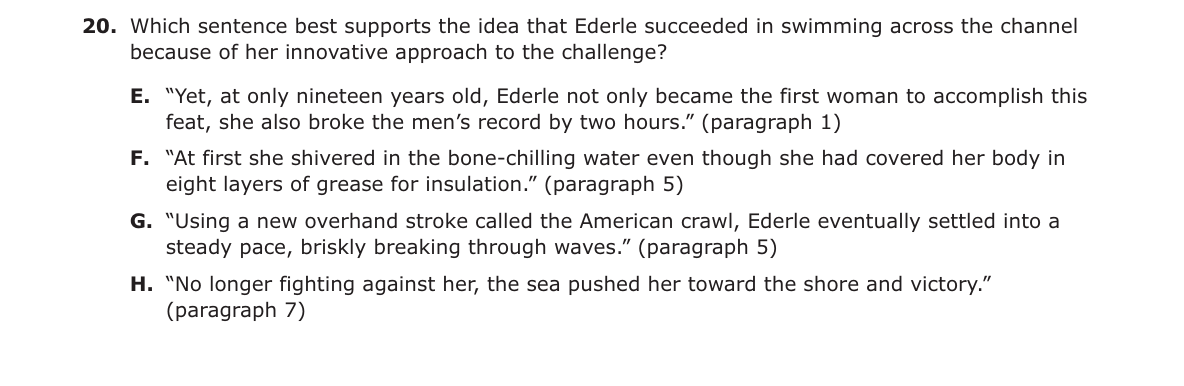 20. Which sentence best supports the idea that Ederle succeeded in swimming across the channel
because of her innovative approach to the challenge?
E. “Yet, at only nineteen years old, Ederle not only became the first woman to accomplish this
feat, she also broke the men’s record by two hours.” (paragraph 1)
F. “At first she shivered in the bone-chilling water even though she had covered her body in
eight layers of grease for insulation.” (paragraph 5)
G. “Using a new overhand stroke called the American crawl, Ederle eventually settled into a
steady pace, briskly breaking through waves.” (paragraph 5)
H. “No longer fighting against her, the sea pushed her toward the shore and victory.”
(paragraph 7)